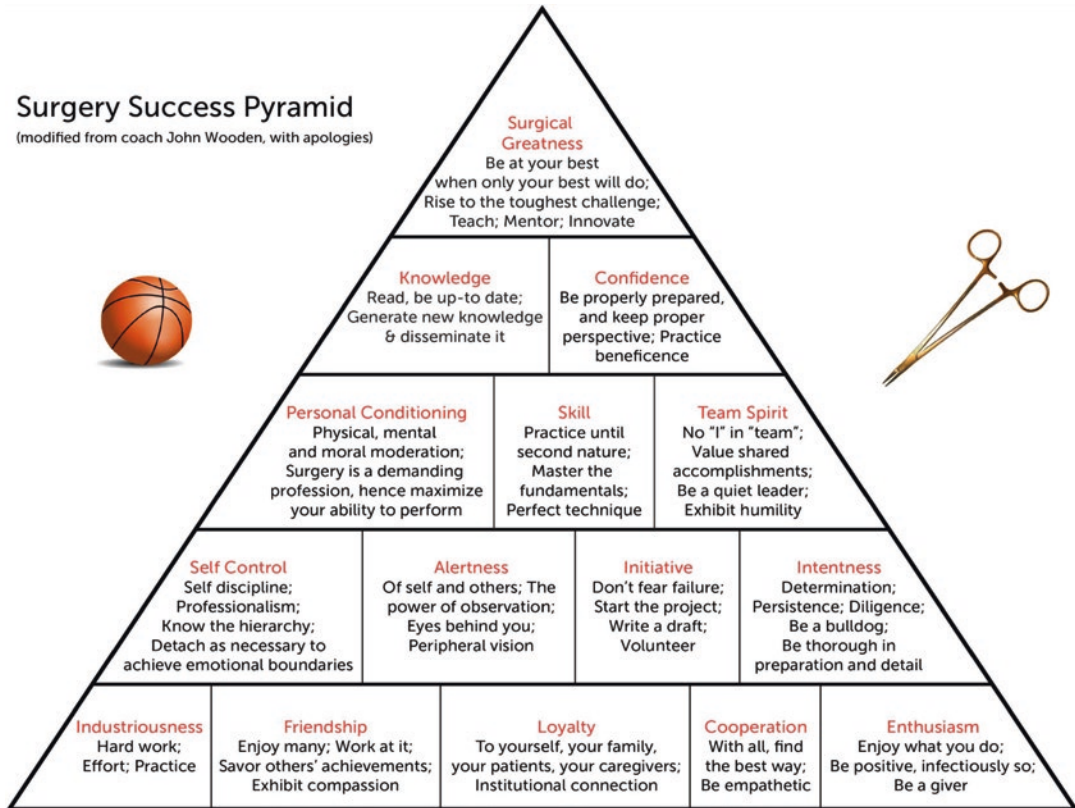 Surgery Success Pyramid
(modified from coach John Wooden, with apologies)
Surgical
Greatness
Be at your best
when only your best will do;
Rise to the toughest challenge;
Teach; Mentor; Innovate
Knowledge
Read, be up-to date;
Generate new knowledge
& disseminate it
Confidence
Be properly prepared,
and keep proper
perspective; Practice
beneficence
Personal Conditioning
Physical, mental
and moral moderation;
Surgery is a demanding
profession, hence maximize
your ability to perform
Skill
Practice until
second nature;
Master the
fundamentals;
Perfect technique
Team Spirit
No “I” in “team”;
Value shared
accomplishments;
Be a quiet leader;
Exhibit humility
Self Control
Self discipline;
Professionalism;
Know the hierarchy;
Detach as necessary to
achieve emotional boundaries
Alertness
Of self and others; The
power of observation;
Eyes behind you;
Peripheral vision
Initiative
Don’t fear failure;
Start the project;
Write a draft;
Volunteer
Intentness
Determination;
Persistence; Diligence;
Be a bulldog;
Be thorough in
preparation and detail
Industriousness
Hard work;
Effort; Practice
Friendship
Enjoy many; Work at it;
Savor others’ achievements;
Exhibit compassion
Loyalty
To yourself, your family,
your patients, your caregivers;
Institutional connection
Cooperation
With all, find
the best way;
Be empathetic
Enthusiasm
Enjoy what you do;
Be positive, infectiously so;
Be a giver